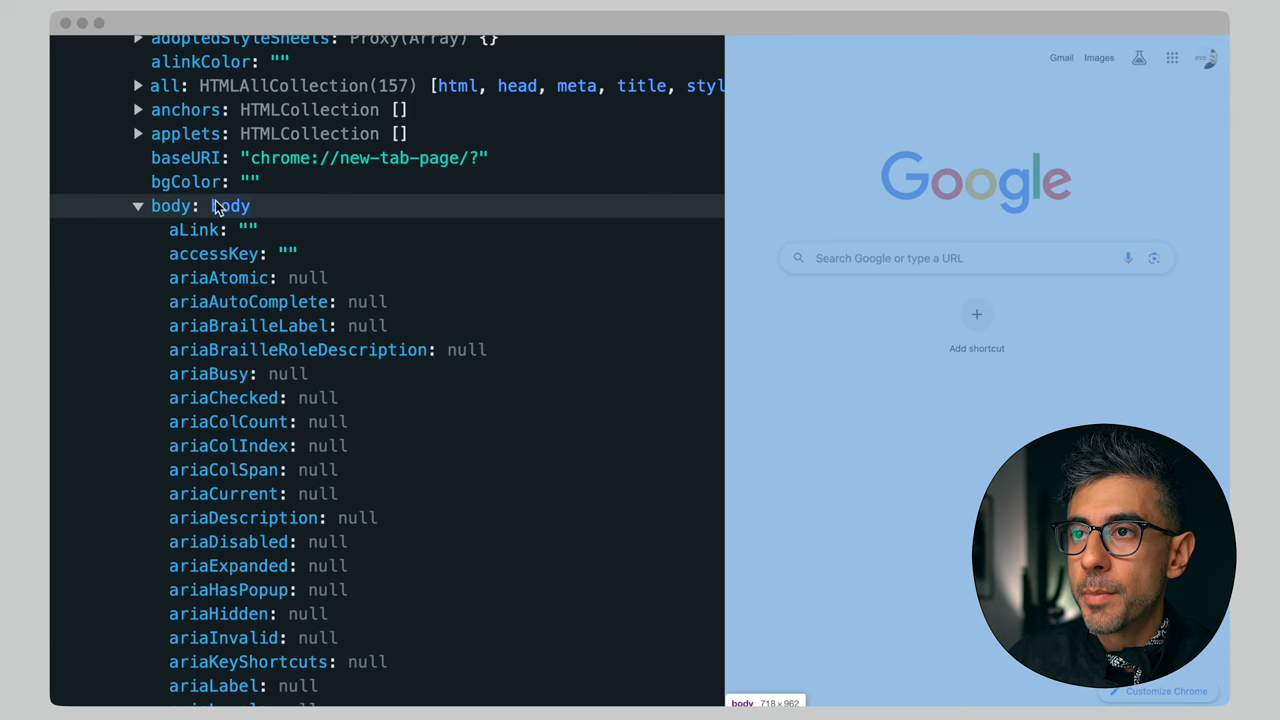 adoptedStyleSheets: Proxy(Array) {}
alinkColor: ""
all: HTMLAllCollection(157) [html, head, meta, title, styl
anchors: HTMLCollection []
applets: HTMLCollection []
baseURI: "chrome://new-tab-page/?"
bgColor: ""
body: body
aLink: ""
accessKey: ""
ariaAtomic: null
ariaAutoComplete: null
ariaBrailleLabel: null
ariaBrailleRoleDescription: null
ariaBusy: null
ariaChecked: null
ariaColCount: null
ariaColIndex: null
ariaColSpan: null
ariaCurrent: null
ariaDescription: null
ariaDisabled: null
ariaExpanded: null
ariaHasPopup: null
ariaHidden: null
ariaInvalid: null
ariaKeyShortcuts: null
ariaLabel: null
Gmail Images
Google
Search Google or type a URL
Add shortcut
Customize Chrome
body 718 × 962